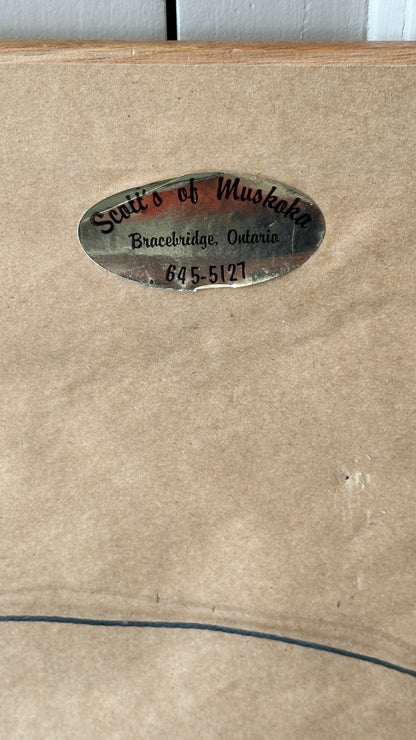 Scott's of Muskoka
Bracebridge, Ontario
645-5127